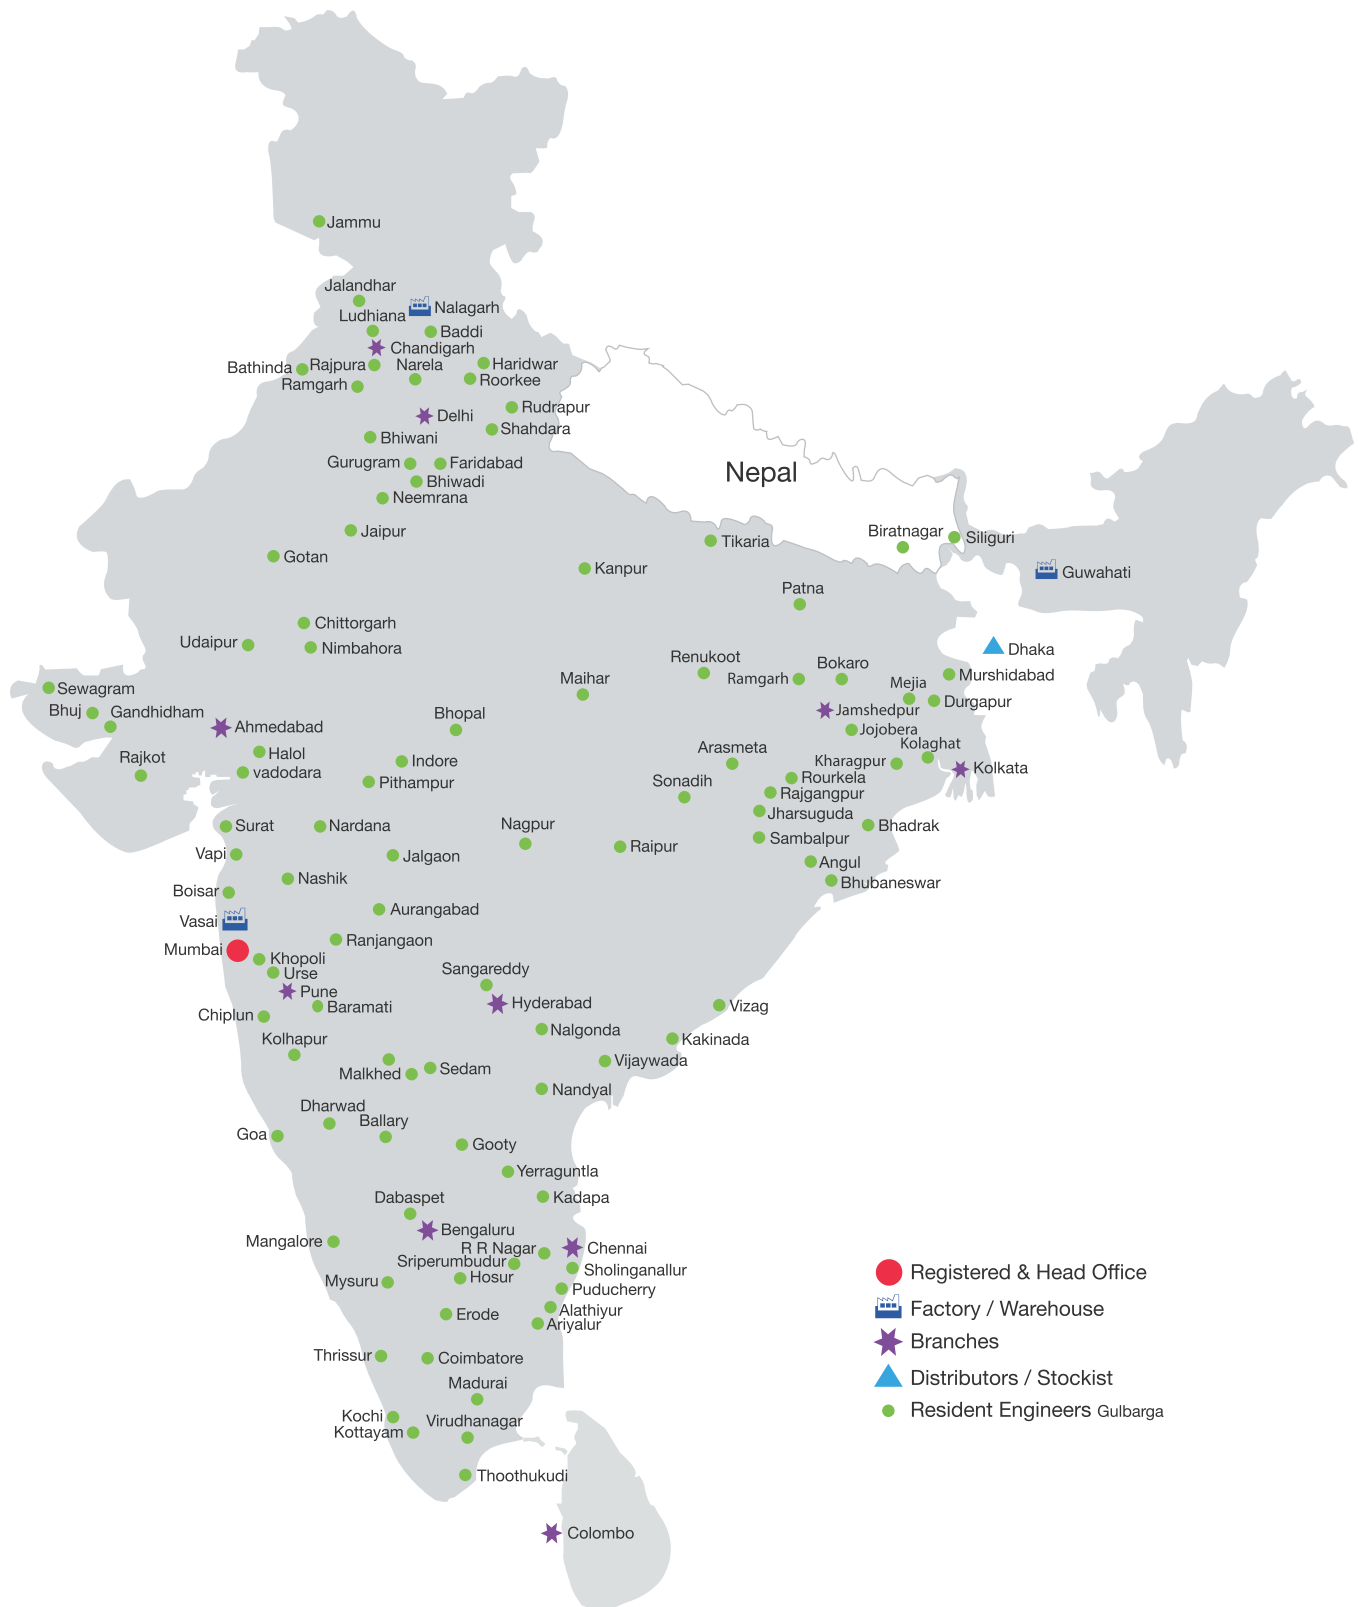 Jammu
Jalandhar
Nalagarh
Ludhiana
Baddi
Chandigarh
Bathinda
Rajpura
Narela
Haridwar
Ramgarh
Roorkee
Rudrapur
Delhi
Shahdara
Bhiwani
Gurugram
Faridabad
Bhiwadi
Neemrana
Nepal
Jaipur
Tikaria
Biratnagar
Siliguri
Gotan
Kanpur
Guwahati
Patna
Chittorgarh
Udaipur
Nimbahora
Dhaka
Renukoot
Bokaro
Maihar
Ramgarh
Murshidabad
Sewagram
Mejia
Durgapur
Bhuj
Gandhidham
Bhopal
Jamshedpur
Ahmedabad
Jojobera
Rajkot
Halol
Indore
Arasmeta
Kolaghat
vadodara
Kharagpur
Kolkata
Pithampur
Sonadih
Rourkela
Rajgangpur
Jharsuguda
Surat
Nardana
Nagpur
Bhadrak
Sambalpur
Vapi
Jalgaon
Raipur
Angul
Nashik
Bhubaneswar
Boisar
Aurangabad
Vasai
Ranjangaon
Mumbai
Khopoli
Sangareddy
Urse
Pune
Hyderabad
Baramati
Vizag
Chiplun
Nalgonda
Kolhapur
Kakinada
Vijaywada
Malkhed
Sedam
Nandyal
Dharwad
Ballary
Goa
Gooty
Yerraguntla
Dabaspet
Kadapa
Bengaluru
Mangalore
R R Nagar
Chennai
Sriperumbudur
Sholinganallur
Mysuru
Hosur
Puducherry
Erode
Alathiyur
Ariyalur
Thrissur
Coimbatore
Madurai
Kochi
Virudhanagar
Kottayam
Thoothukudi
Colombo
Registered & Head Office
Factory / Warehouse
Branches
Distributors / Stockist
Resident Engineers Gulbarga